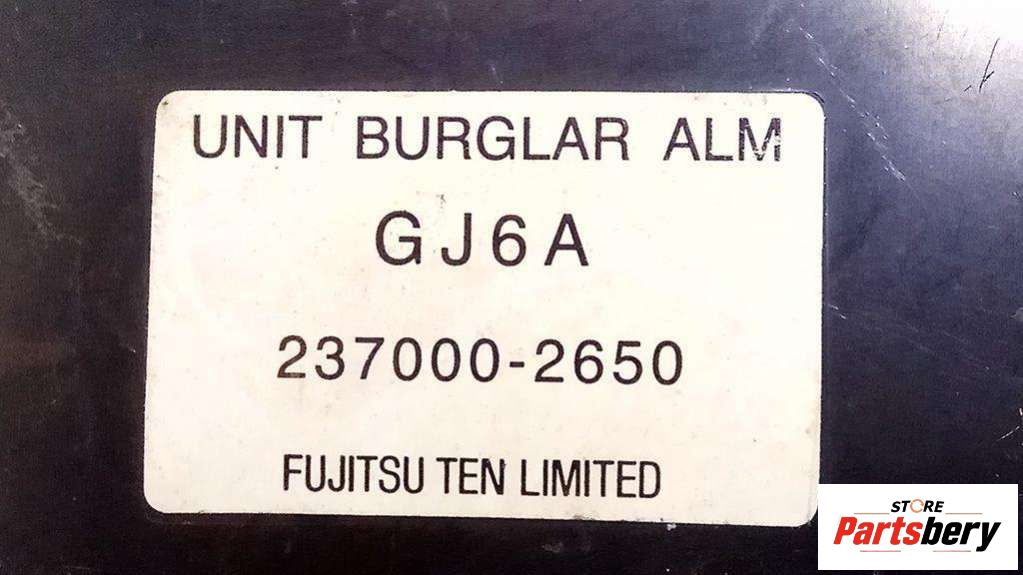 UNIT BURGLAR ALM
GJ6A
237000-2650
FUJITSU TEN LIMITED
STORE
Partsbery